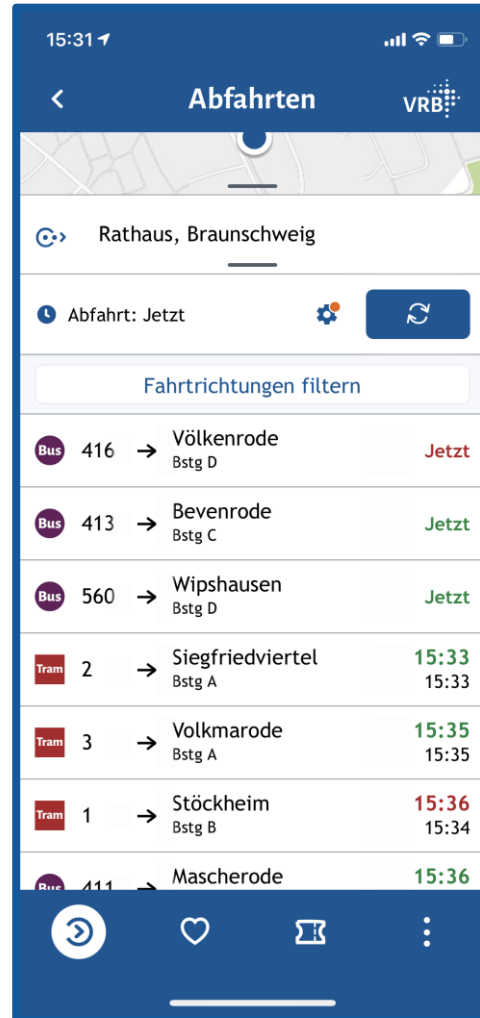 15:31
Abfahrten
VRB
Rathaus, Braunschweig
Abfahrt: Jetzt
Fahrtrichtungen filtern
Bus 416 → Völkenrode Jetzt
Bstg D
Bus 413 → Bevenrode Jetzt
Bstg C
Bus 560 → Wipshausen Jetzt
Bstg D
Tram 2 → Siegfriedviertel 15:33
Bstg A 15:33
Tram 3 → Volkmarode 15:35
Bstg A 15:35
Tram 1 → Stöckheim 15:36
Bstg B 15:34
Bus 411 → Mascherode 15:36